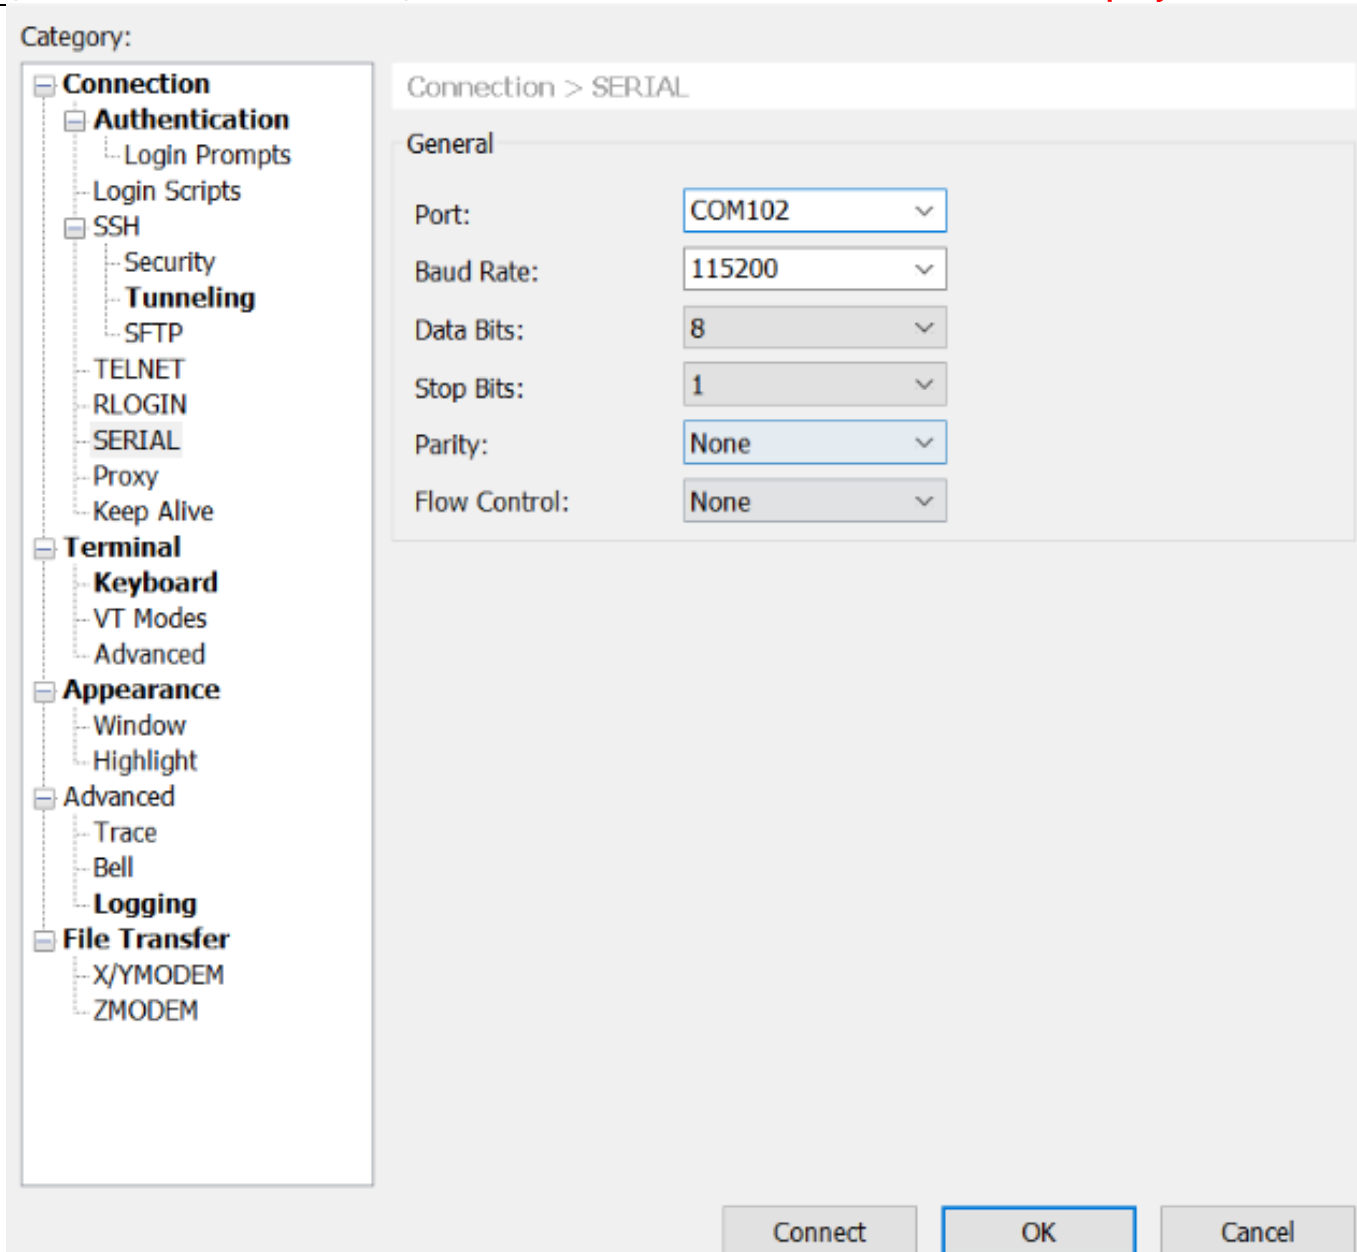 Category:
Connection
Authentication
Login Prompts
Login Scripts
SSH
Security
Tunneling
SFTP
TELNET
RLOGIN
SERIAL
Proxy
Keep Alive
Terminal
Keyboard
VT Modes
Advanced
Appearance
Window
Highlight
Advanced
Trace
Bell
Logging
File Transfer
X/YMODEM
ZMODEM
Connection > SERIAL
General
Port: COM102
Baud Rate: 115200
Data Bits: 8
Stop Bits: 1
Parity: None
Flow Control: None
Connect OK Cancel